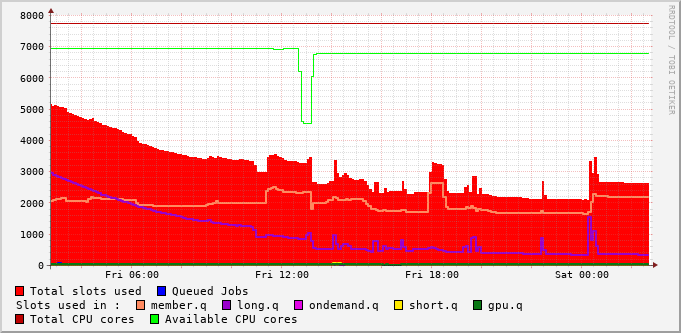 8000
7000
6000
5000
4000
3000
2000
1000
0
Fri 06:00 Fri 12:00 Fri 18:00 Sat 00:00
RRDTOOL / TOBI OETIKER
Total slots used Queued Jobs
Slots used in : member.q long.q ondemand.q short.q gpu.q
Total CPU cores Available CPU cores